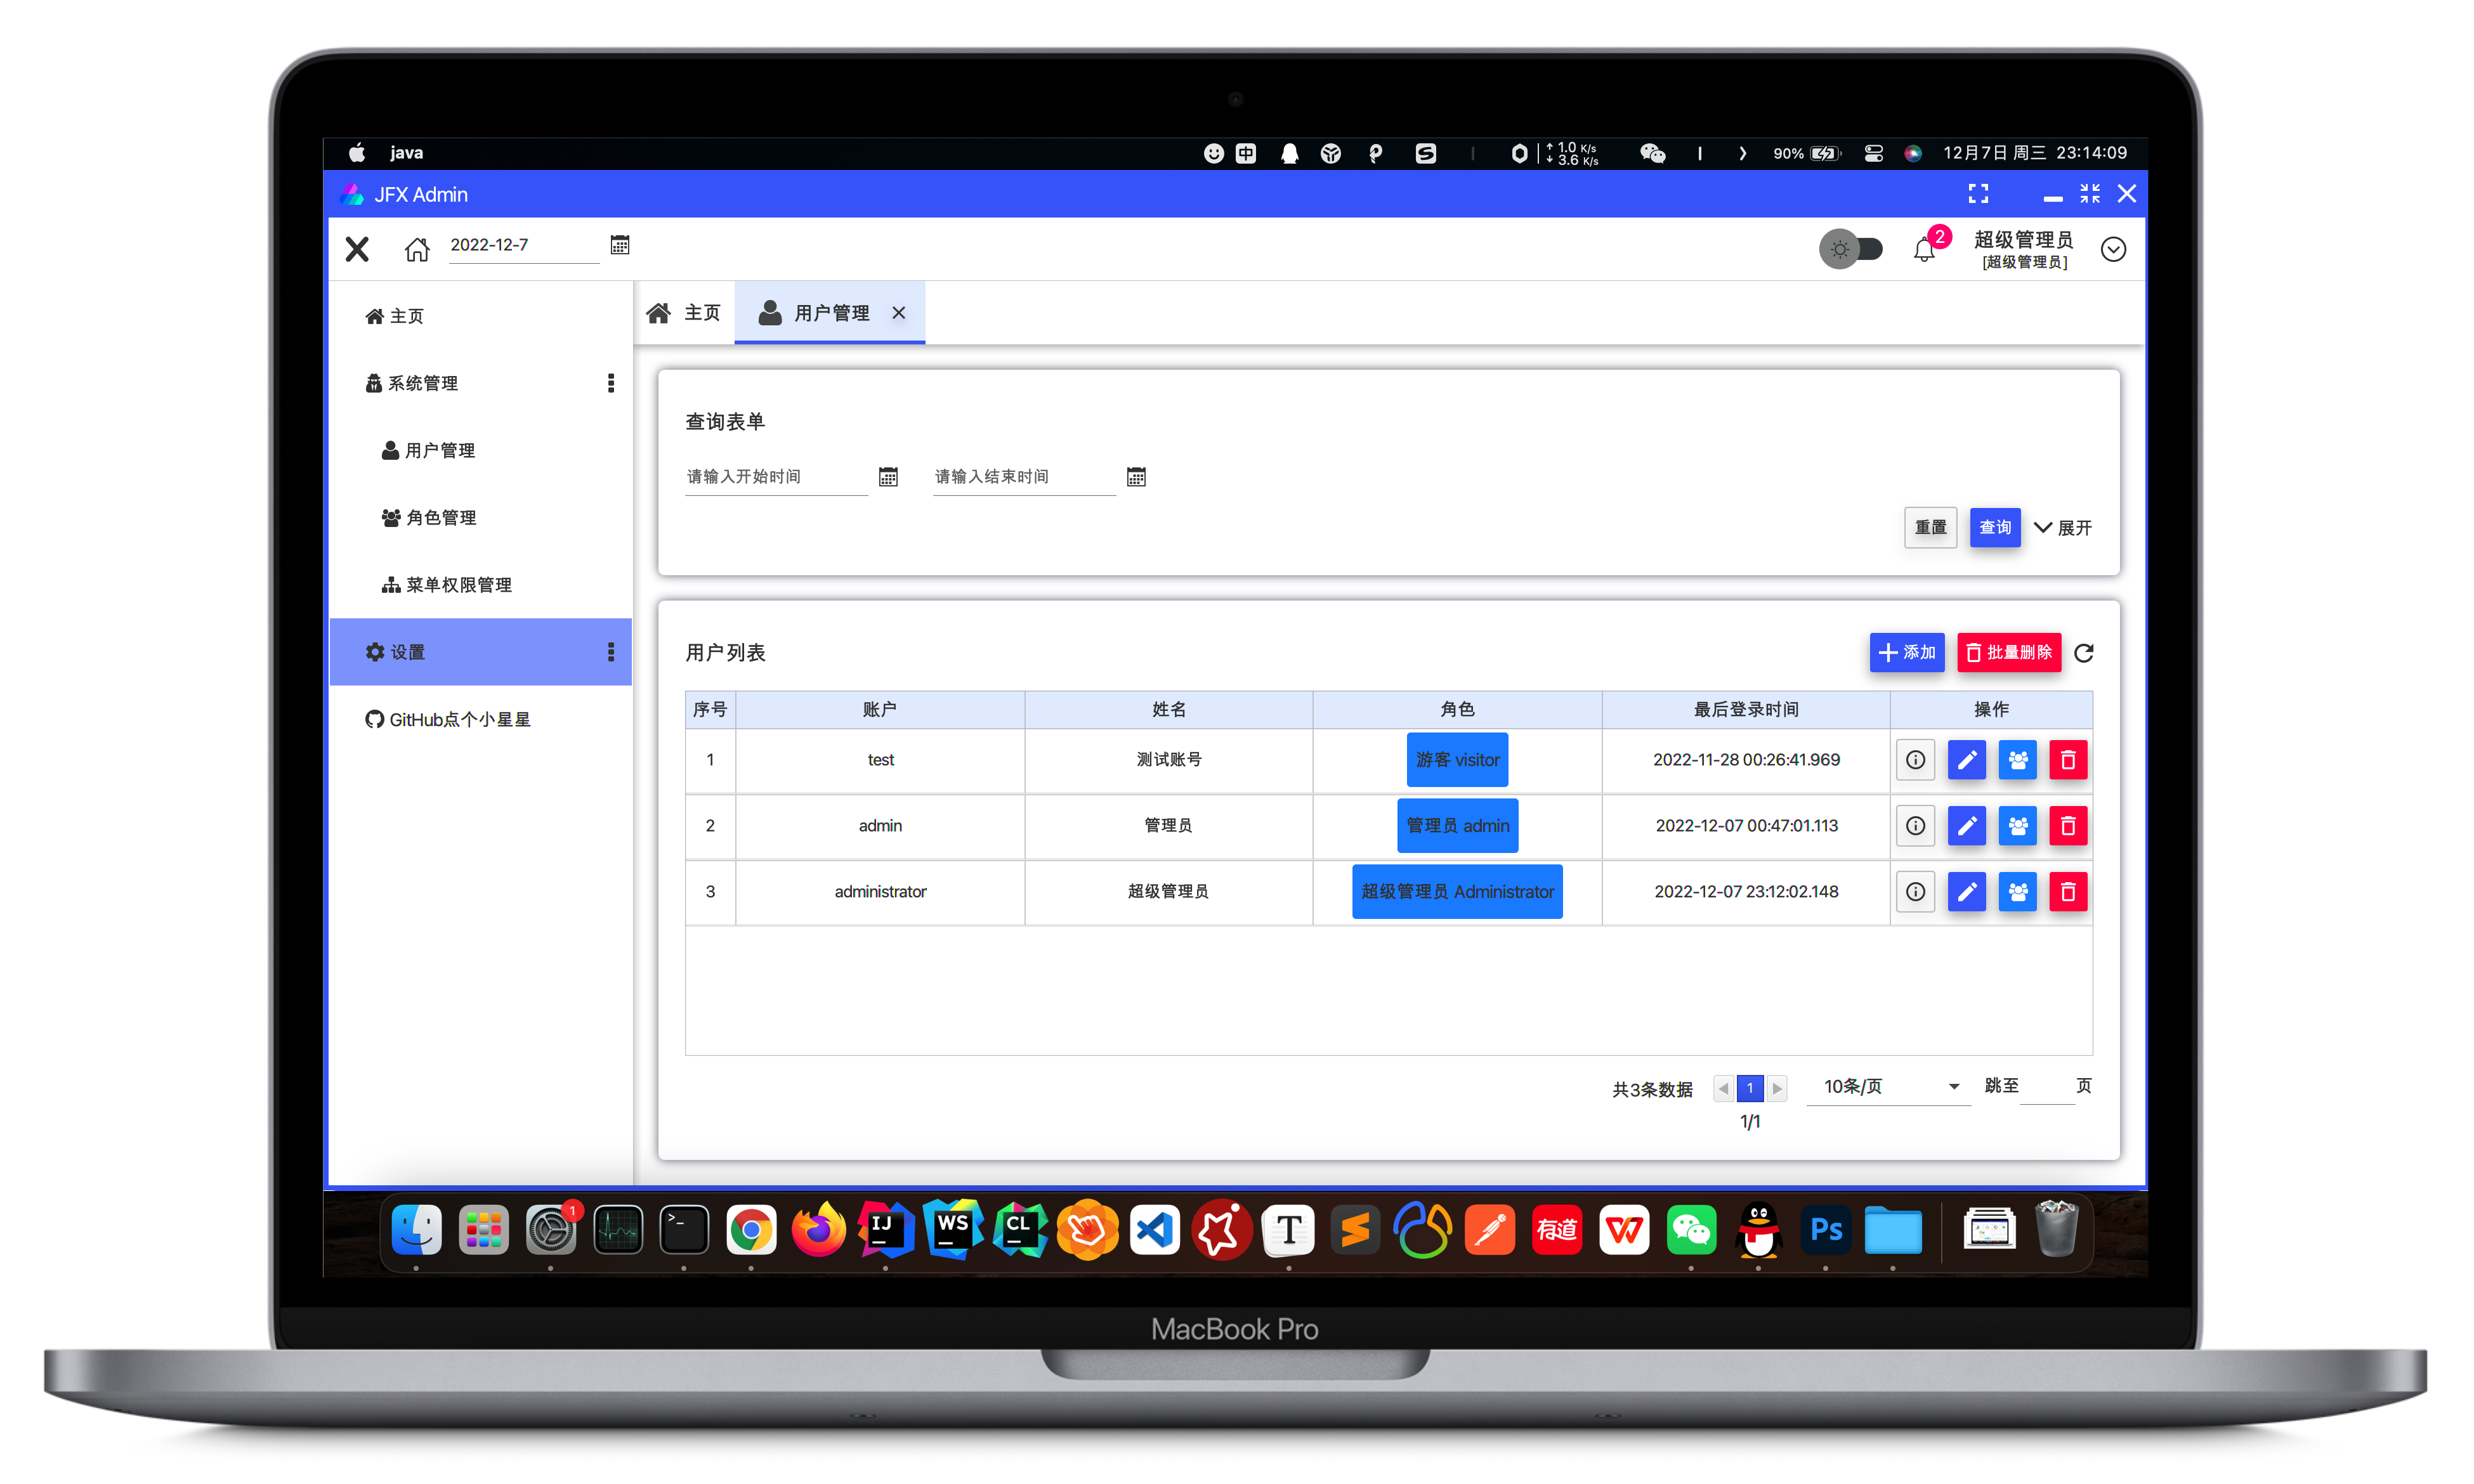 java
中
1.0 K/s
3.6 K/s
90%
12月7日 周三 23:14:09
JFX Admin
2022-12-7
2
超级管理员
[超级管理员]
主页
系统管理
用户管理
角色管理
菜单权限管理
设置
GitHub点个小星星
主页
用户管理
查询表单
请输入开始时间
请输入结束时间
重置
查询
展开
用户列表
添加
批量删除
序号 账户 姓名 角色 最后登录时间 操作
1 test 测试账号 游客 visitor 2022-11-28 00:26:41.969
2 admin 管理员 管理员 admin 2022-12-07 00:47:01.113
3 administrator 超级管理员 超级管理员 Administrator 2022-12-07 23:12:02.148
共3条数据
1
1/1
10条/页
跳至 页
1
IJ
WS
CL
T
有道
Ps
MacBook Pro